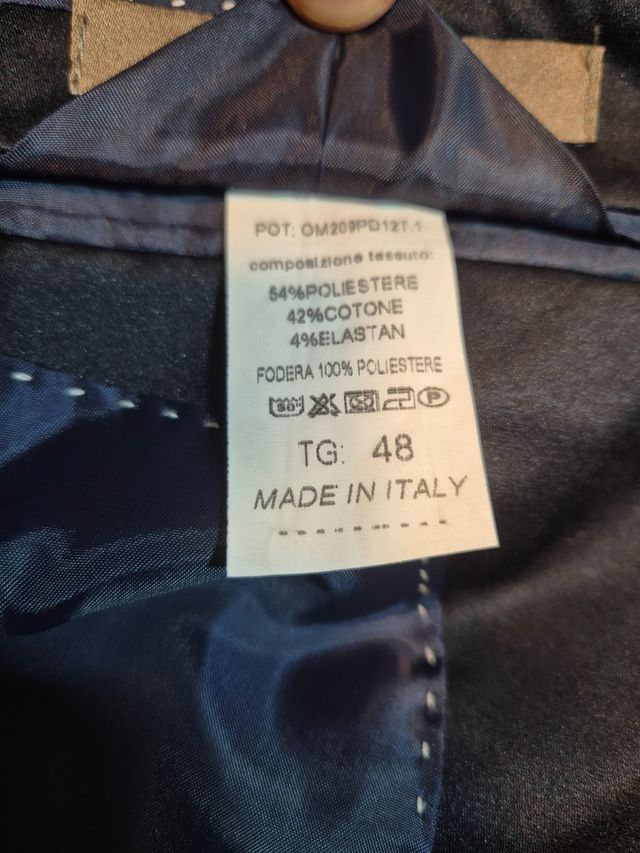 POT: OM209PD12T.1
composizione tessuto:
54%POLIESTERE
42%COTONE
4%ELASTAN
FODERA 100% POLIESTERE
30° P
TG: 48
MADE IN ITALY